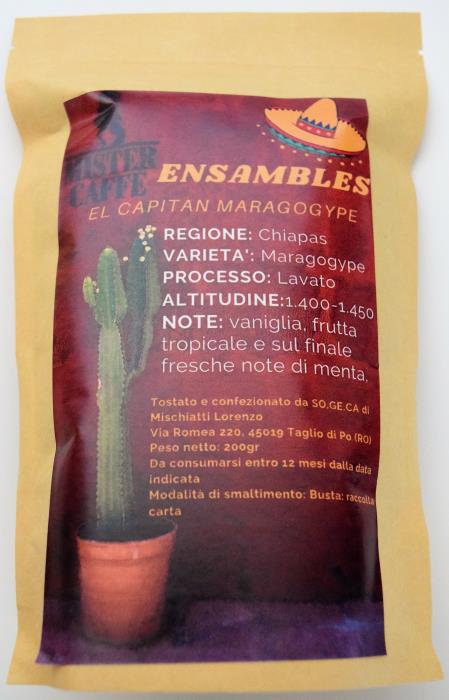 MISTER
CAFFE
ENSAMBLES
EL CAPITAN MARAGOGYPE
REGIONE: Chiapas
VARIETA': Maragogype
PROCESSO: Lavato
ALTITUDINE:1.400-1.450
NOTE: vaniglia, frutta
tropicale e sul finale
fresche note di menta,
Tostato e confezionato da SO.GE.CA di
Mischiatti Lorenzo
Via Romea 220, 45019 Taglio di Po (RO)
Peso netto: 200gr
Da consumarsi entro 12 mesi dalla data
indicata
Modalità di smaltimento: Busta: raccolta
carta